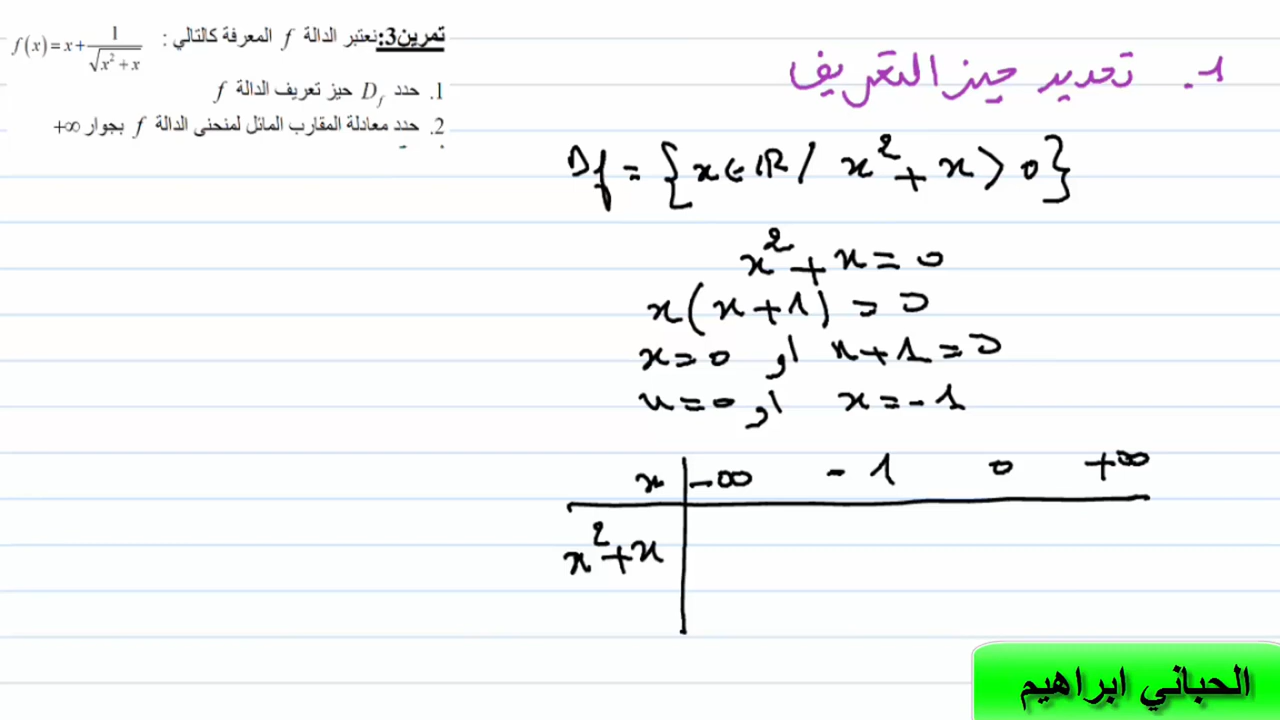 تمرين3: نعتبر الدالة f المعرفة كالتالي : f(x)=x+1/√(x²+x)
1. حدد D_f حيز تعريف الدالة f
2. حدد معادلة المقارب المائل لمنحنى الدالة f بجوار +∞
1. تحديد حيز التعريف
Df = {x ∈ IR / x² + x > 0}
x² + x = 0
x(x+1) = 0
x = 0 او x+1 = 0
x = 0 او x = -1
x -∞ -1 0 +∞
x²+x
الحباني ابراهيم